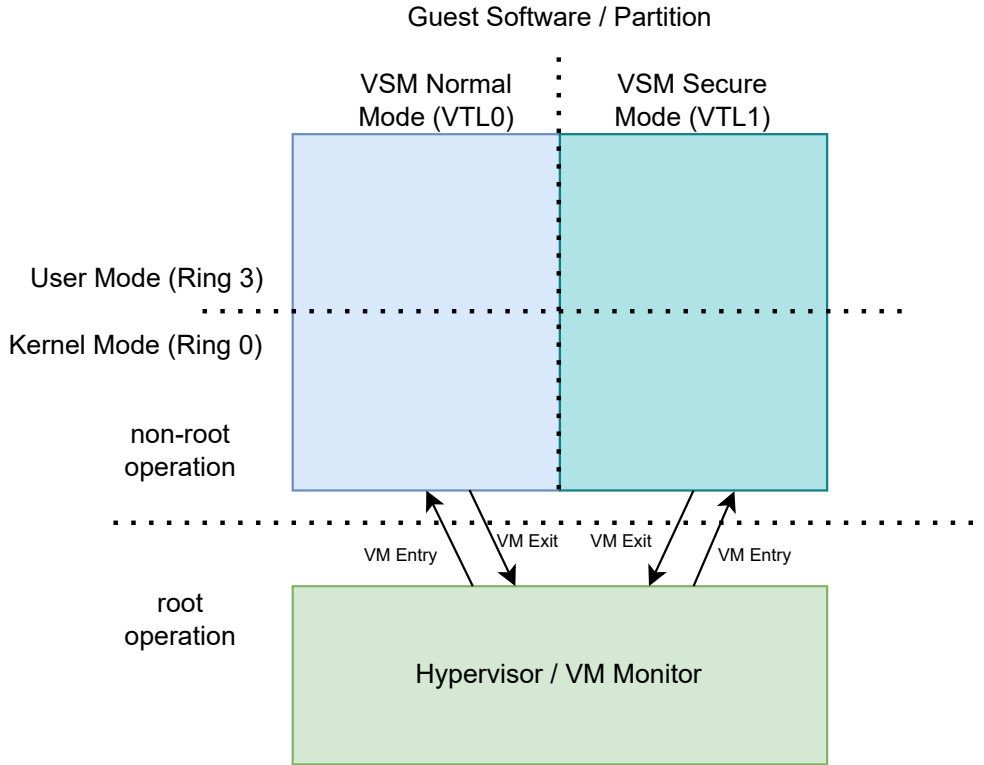 Guest Software / Partition
VSM Normal
Mode (VTL0)
VSM Secure
Mode (VTL1)
User Mode (Ring 3)
Kernel Mode (Ring 0)
non-root
operation
VM Entry
VM Exit
VM Exit
VM Entry
root
operation
Hypervisor / VM Monitor